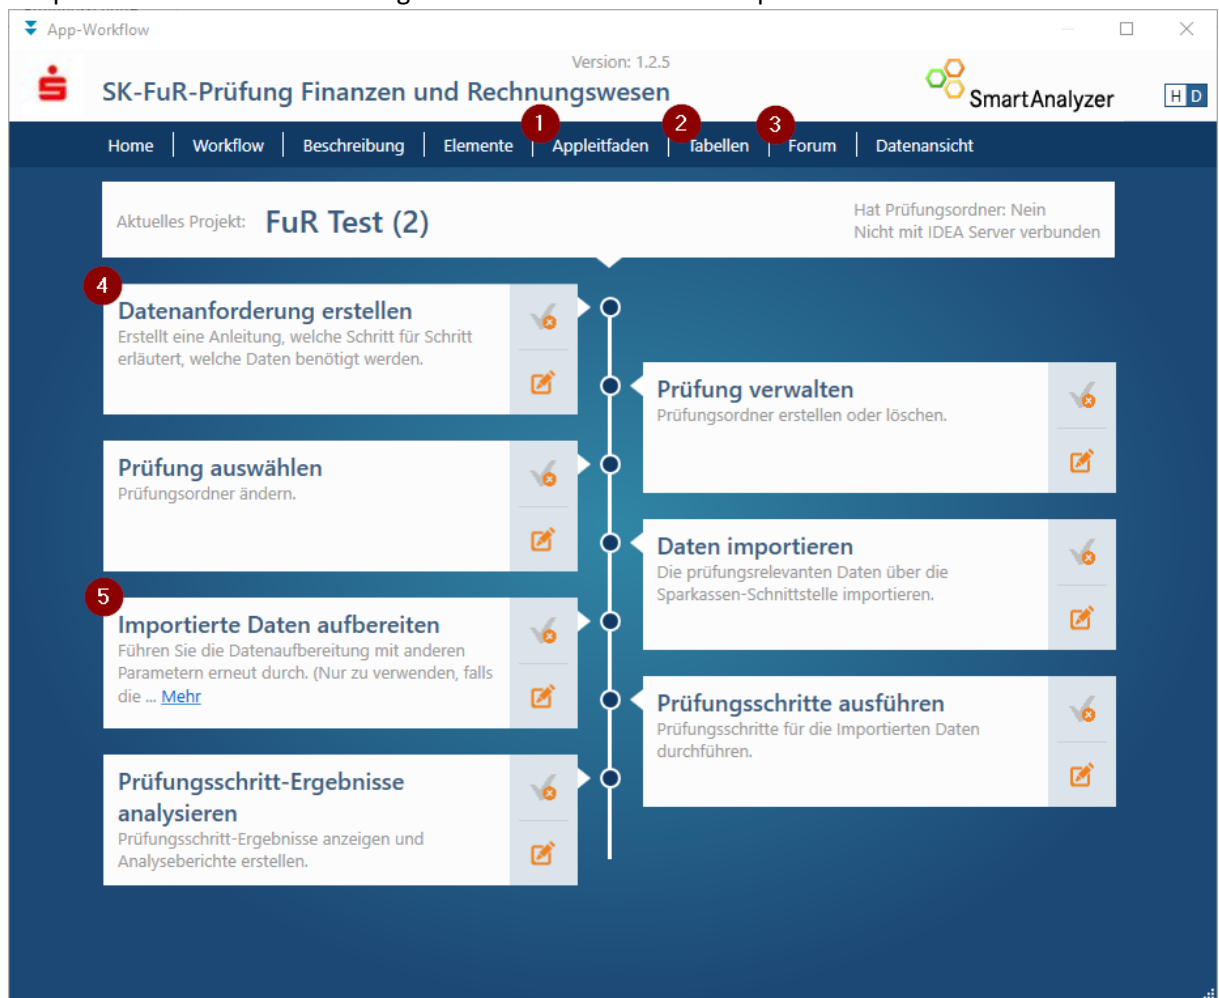 App-Workflow
Version: 1.2.5
SK-FuR-Prüfung Finanzen und Rechnungswesen
SmartAnalyzer
H D
1 2 3
Home Workflow Beschreibung Elemente Appleitfaden Tabellen Forum Datenansicht
Aktuelles Projekt: FuR Test (2)
Hat Prüfungsordner: Nein
Nicht mit IDEA Server verbunden
4
Datenanforderung erstellen
Erstellt eine Anleitung, welche Schritt für Schritt
erläutert, welche Daten benötigt werden.
Prüfung verwalten
Prüfungsordner erstellen oder löschen.
Prüfung auswählen
Prüfungsordner ändern.
Daten importieren
Die prüfungsrelevanten Daten über die
Sparkassen-Schnittstelle importieren.
5
Importierte Daten aufbereiten
Führen Sie die Datenaufbereitung mit anderen
Parametern erneut durch. (Nur zu verwenden, falls
die ... Mehr
Prüfungsschritte ausführen
Prüfungsschritte für die Importierten Daten
durchführen.
Prüfungsschritt-Ergebnisse
analysieren
Prüfungsschritt-Ergebnisse anzeigen und
Analyseberichte erstellen.